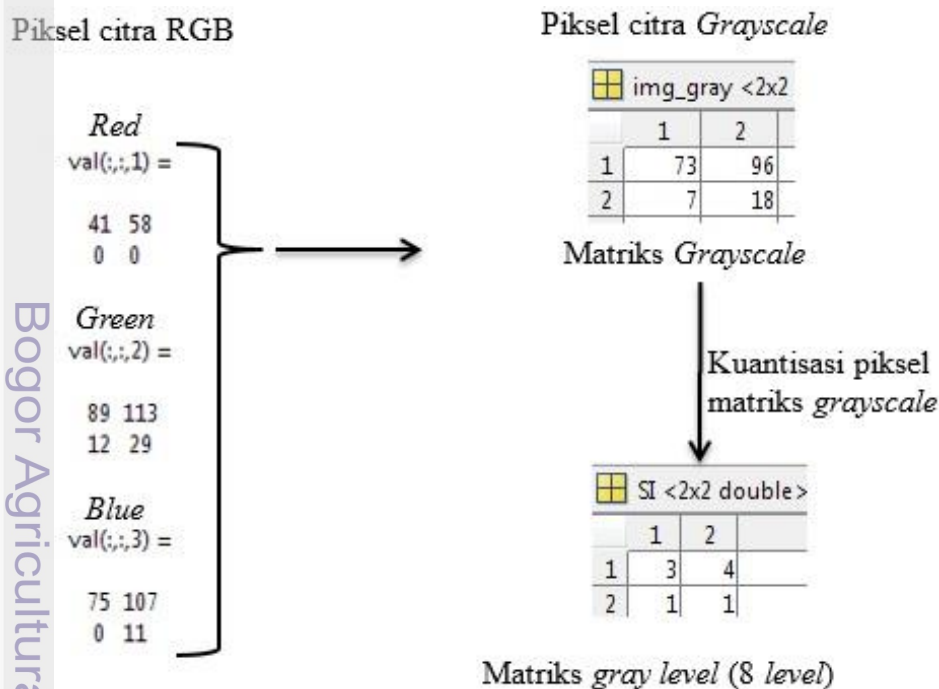 Piksel citra RGB
Red
val(:,:,1) =
41 58
0 0
Green
val(:,:,2) =
89 113
12 29
Blue
val(:,:,3) =
75 107
0 11
Piksel citra Grayscale
img_gray <2x2
1 2
1 73 96
2 7 18
Matriks Grayscale
Kuantisasi piksel
matriks grayscale
SI <2x2 double>
1 2
1 3 4
2 1 1
Matriks gray level (8 level)
Bogor Agricultura